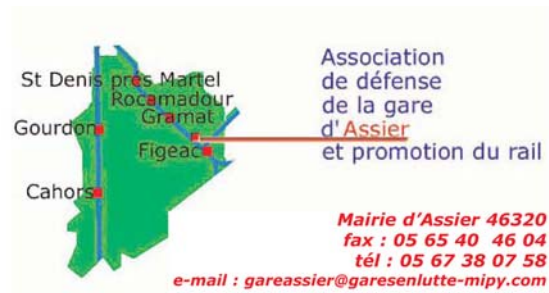 St Denis prés Martel
Rocamadour
Gramat
Gourdon
Figeac
Cahors
Association
de défense
de la gare
d'Assier
et promotion du rail
Mairie d'Assier 46320
fax : 05 65 40 46 04
tél : 05 67 38 07 58
e-mail : gareassier@garesenlutte-mipy.com